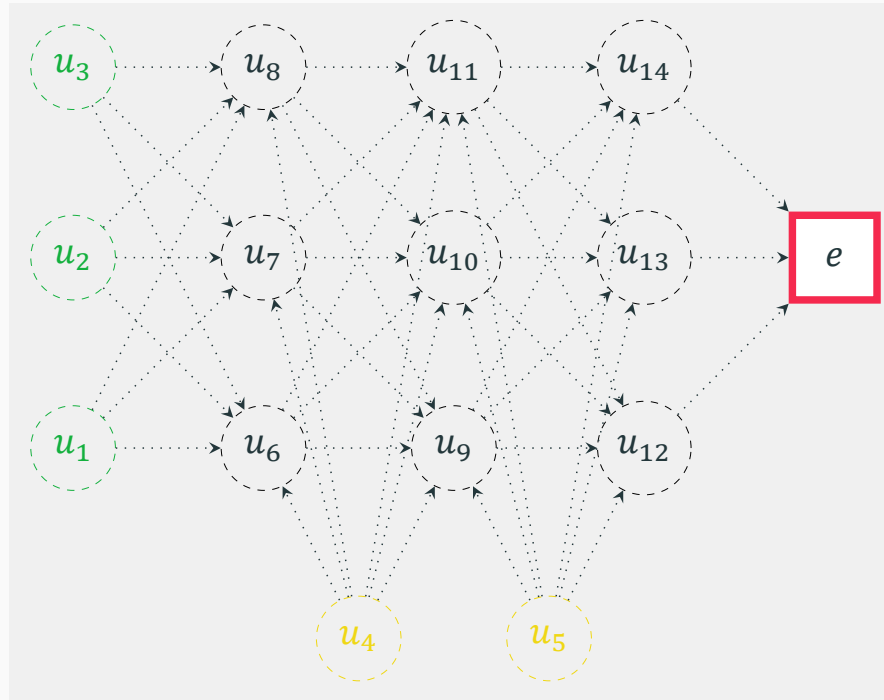 u₃ u₈ u₁₁ u₁₄
u₂ u₇ u₁₀ u₁₃ e
u₁ u₆ u₉ u₁₂
u₄ u₅